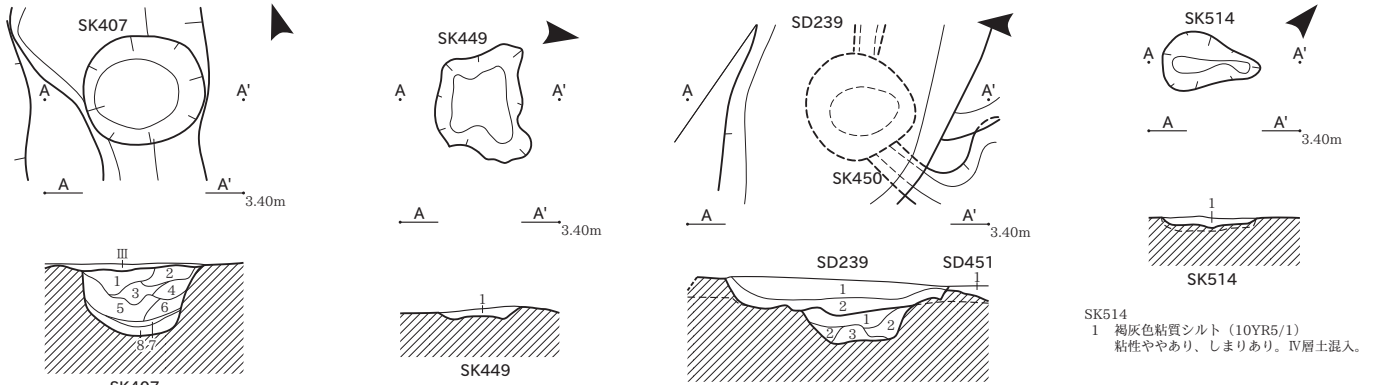 SK407
A
A'
A
A'
3.40m
Ⅲ
1
2
3
4
5
6
8
7
SK407
SK449
A
A'
A
A'
3.40m
1
SK449
SD239
A
A'
SK450
A
A'
3.40m
SD239
SD451
1
1
2
1
2
3
2
SK514
A
A'
A
A'
3.40m
1
SK514
SK514
1 褐灰色粘質シルト（10YR5/1）
粘性ややあり、しまりあり。Ⅳ層土混入。